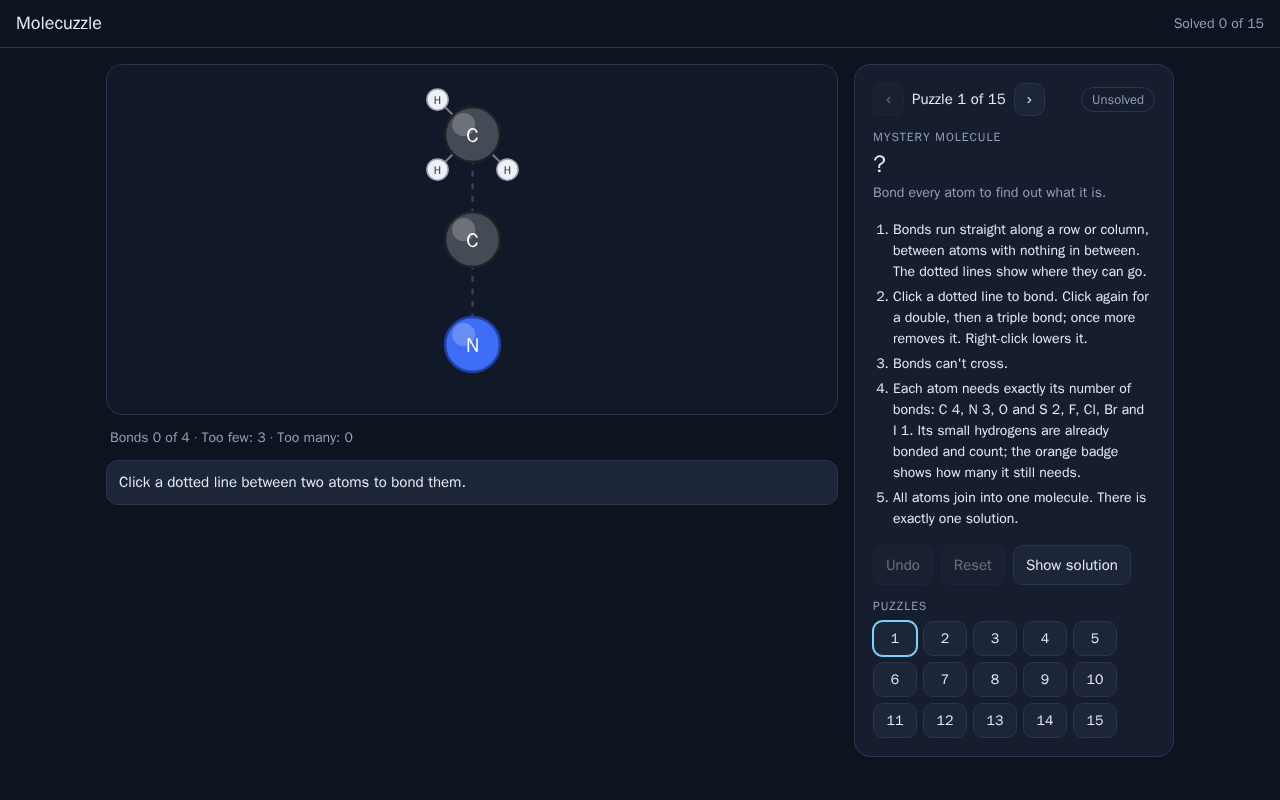 Molecuzzle
Solved 0 of 15
H
C
H
H
C
N
Bonds 0 of 4 · Too few: 3 · Too many: 0
Click a dotted line between two atoms to bond them.
‹
Puzzle 1 of 15
›
Unsolved
MYSTERY MOLECULE
?
Bond every atom to find out what it is.
1. Bonds run straight along a row or column,
between atoms with nothing in between.
The dotted lines show where they can go.
2. Click a dotted line to bond. Click again for
a double, then a triple bond; once more
removes it. Right-click lowers it.
3. Bonds can't cross.
4. Each atom needs exactly its number of
bonds: C 4, N 3, O and S 2, F, Cl, Br and
I 1. Its small hydrogens are already
bonded and count; the orange badge
shows how many it still needs.
5. All atoms join into one molecule. There is
exactly one solution.
Undo
Reset
Show solution
PUZZLES
1 2 3 4 5
6 7 8 9 10
11 12 13 14 15